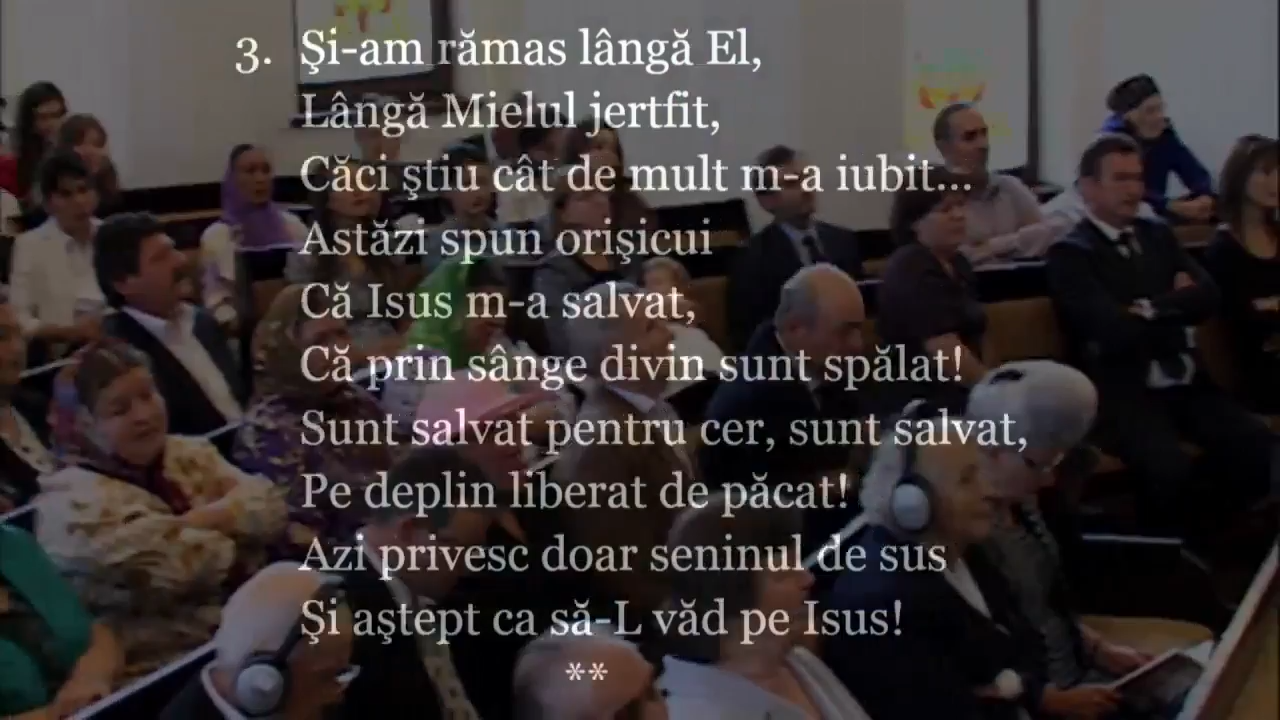 3. Şi-am rămas lângă El,
Lângă Mielul jertfit,
Căci ştiu cât de mult m-a iubit...
Astăzi spun orişicui
Că Isus m-a salvat,
Că prin sânge divin sunt spălat!
Sunt salvat pentru cer, sunt salvat,
Pe deplin liberat de păcat!
Azi privesc doar seninul de sus
Şi aştept ca să-L văd pe Isus!
**